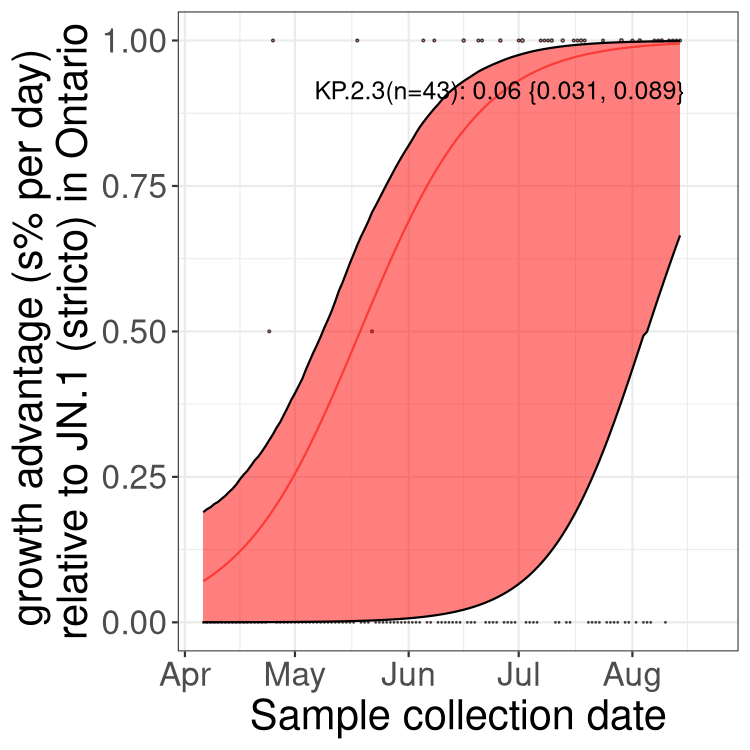 growth advantage (s% per day)
relative to JN.1 (stricto) in Ontario
1.00
0.75
0.50
0.25
0.00
KP.2.3(n=43): 0.06 {0.031, 0.089}
Apr May Jun Jul Aug
Sample collection date